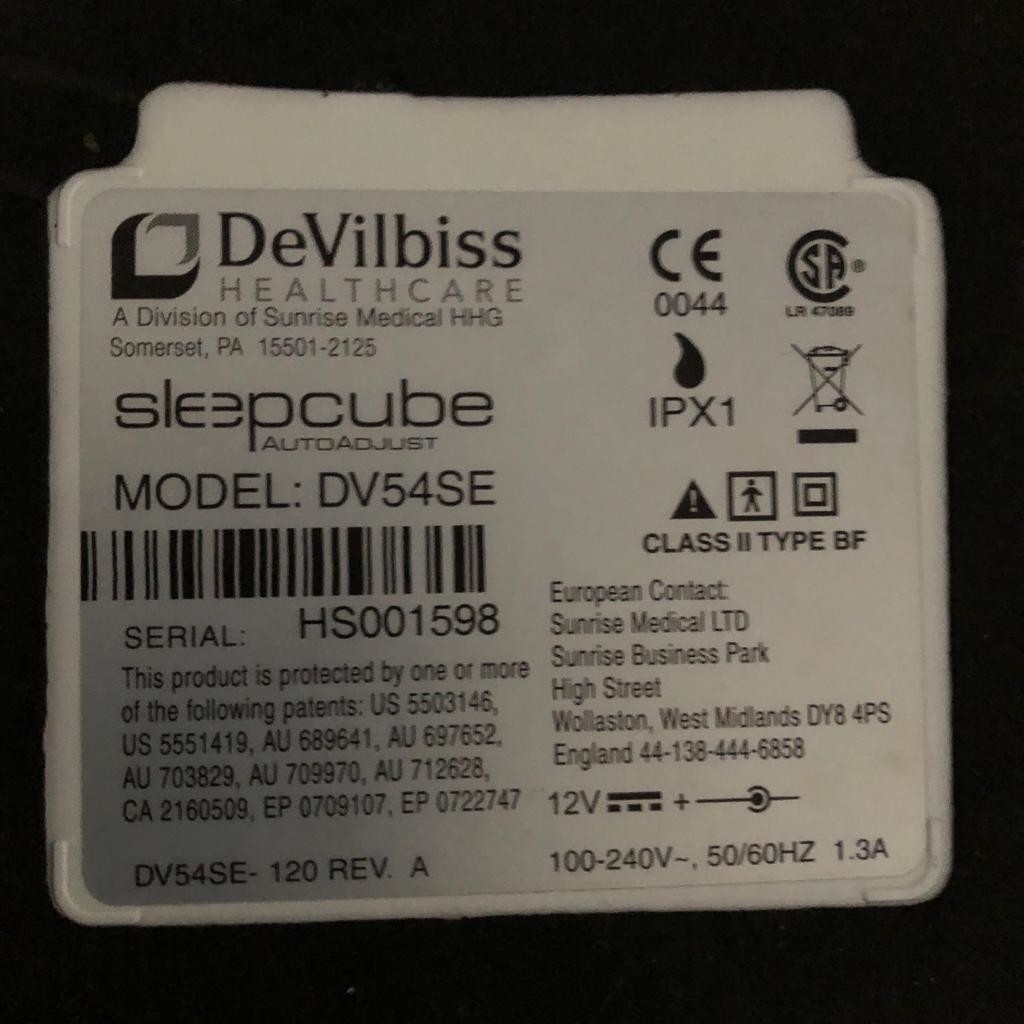 DeVilbiss
HEALTHCARE
A Division of Sunrise Medical HHG
Somerset, PA 15501-2125
sleepcube
AUTOADJUST
MODEL: DV54SE
SERIAL: HS001598
This product is protected by one or more
of the following patents: US 5503146,
US 5551419, AU 689641, AU 697652,
AU 703829, AU 709970, AU 712628,
CA 2160509, EP 0709107, EP 0722747
DV54SE- 120 REV. A
CE
0044
SA ®
LR 47089
IPX1
CLASS II TYPE BF
European Contact:
Sunrise Medical LTD
Sunrise Business Park
High Street
Wollaston, West Midlands DY8 4PS
England 44-138-444-6858
12V +
100-240V~, 50/60HZ 1.3A